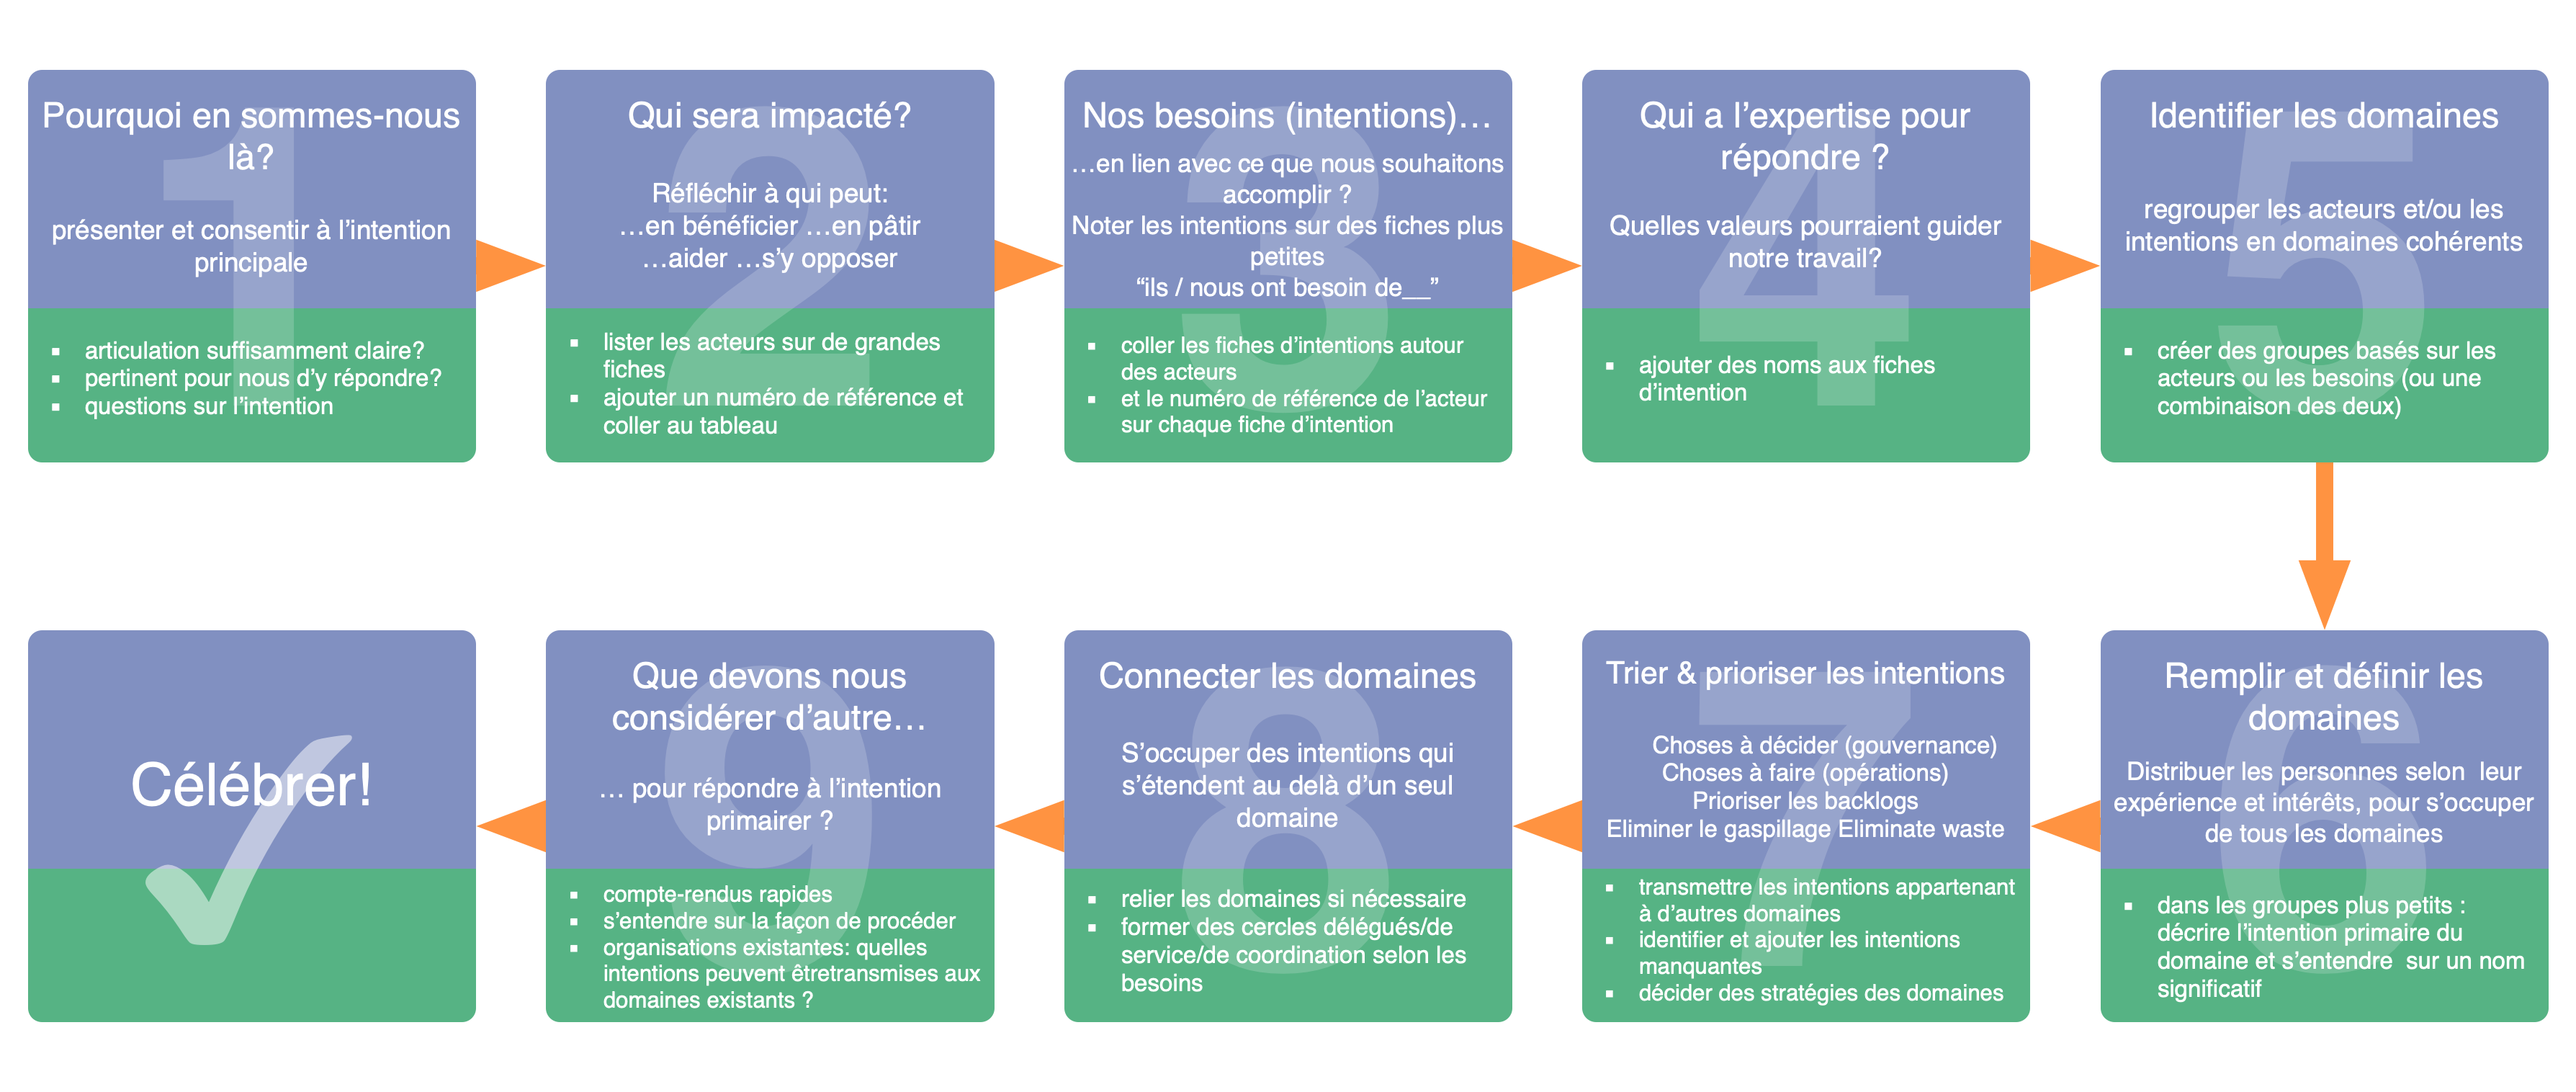 1
Pourquoi en sommes-nous
là?
présenter et consentir à l’intention
principale
▪ articulation suffisamment claire?
▪ pertinent pour nous d’y répondre?
▪ questions sur l’intention
2
Qui sera impacté?
Réfléchir à qui peut:
…en bénéficier …en pâtir
…aider …s’y opposer
▪ lister les acteurs sur de grandes
fiches
▪ ajouter un numéro de référence et
coller au tableau
3
Nos besoins (intentions)…
…en lien avec ce que nous souhaitons
accomplir ?
Noter les intentions sur des fiches plus
petites
“ils / nous ont besoin de__”
▪ coller les fiches d’intentions autour
des acteurs
▪ et le numéro de référence de l’acteur
sur chaque fiche d’intention
4
Qui a l’expertise pour
répondre ?
Quelles valeurs pourraient guider
notre travail?
▪ ajouter des noms aux fiches
d’intention
5
Identifier les domaines
regrouper les acteurs et/ou les
intentions en domaines cohérents
▪ créer des groupes basés sur les
acteurs ou les besoins (ou une
combinaison des deux)
6
Remplir et définir les
domaines
Distribuer les personnes selon  leur
expérience et intérêts, pour s’occuper
de tous les domaines
▪ dans les groupes plus petits :
décrire l’intention primaire du
domaine et s’entendre  sur un nom
significatif
7
Trier & prioriser les intentions
Choses à décider (gouvernance)
Choses à faire (opérations)
Prioriser les backlogs
Eliminer le gaspillage Eliminate waste
▪ transmettre les intentions appartenant
à d’autres domaines
▪ identifier et ajouter les intentions
manquantes
▪ décider des stratégies des domaines
8
Connecter les domaines
S’occuper des intentions qui
s’étendent au delà d’un seul
domaine
▪ relier les domaines si nécessaire
▪ former des cercles délégués/de
service/de coordination selon les
besoins
9
Que devons nous
considérer d’autre…
… pour répondre à l’intention
primairer ?
▪ compte-rendus rapides
▪ s’entendre sur la façon de procéder
▪ organisations existantes: quelles
intentions peuvent êtretransmises aux
domaines existants ?
✓
Célébrer!